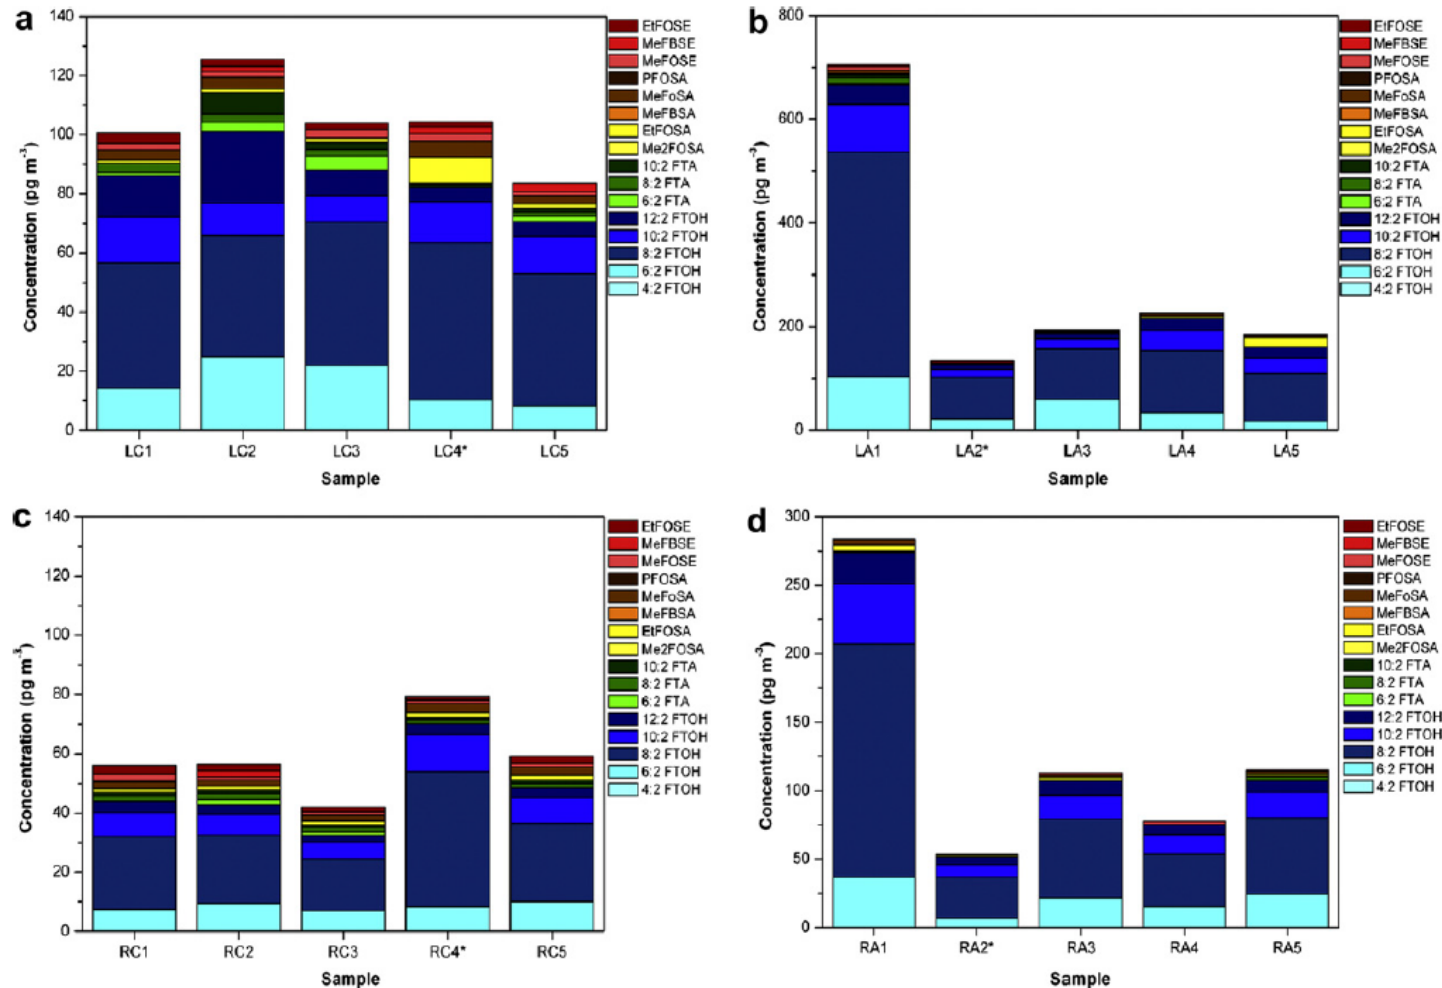 a
140
120
100
80
60
40
20
0
Concentration (pg m⁻³)
LC1 LC2 LC3 LC4* LC5
Sample
EtFOSE
MeFBSE
MeFOSE
PFOSA
MeFoSA
MeFBSA
EtFOSA
Me2FOSA
10:2 FTA
8:2 FTA
6:2 FTA
12:2 FTOH
10:2 FTOH
8:2 FTOH
6:2 FTOH
4:2 FTOH
b
800
600
400
200
0
Concentration (pg m⁻³)
LA1 LA2* LA3 LA4 LA5
Sample
EtFOSE
MeFBSE
MeFOSE
PFOSA
MeFoSA
MeFBSA
EtFOSA
Me2FOSA
10:2 FTA
8:2 FTA
6:2 FTA
12:2 FTOH
10:2 FTOH
8:2 FTOH
6:2 FTOH
4:2 FTOH
c
140
120
100
80
60
40
20
0
Concentration (pg m⁻³)
RC1 RC2 RC3 RC4* RC5
Sample
EtFOSE
MeFBSE
MeFOSE
PFOSA
MeFoSA
MeFBSA
EtFOSA
Me2FOSA
10:2 FTA
8:2 FTA
6:2 FTA
12:2 FTOH
10:2 FTOH
8:2 FTOH
6:2 FTOH
4:2 FTOH
d
300
250
200
150
100
50
0
Concentration (pg m⁻³)
RA1 RA2* RA3 RA4 RA5
Sample
EtFOSE
MeFBSE
MeFOSE
PFOSA
MeFoSA
MeFBSA
EtFOSA
Me2FOSA
10:2 FTA
8:2 FTA
6:2 FTA
12:2 FTOH
10:2 FTOH
8:2 FTOH
6:2 FTOH
4:2 FTOH